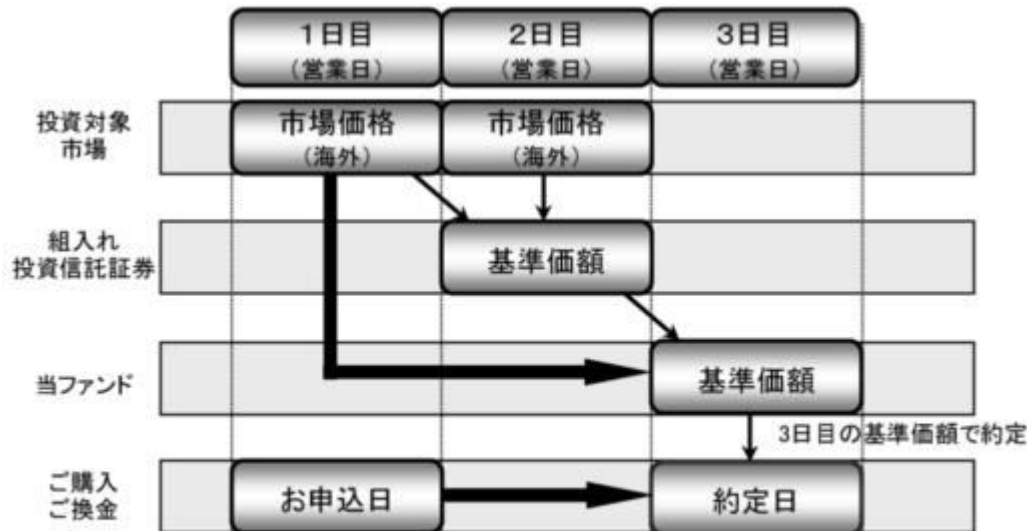 1日目
(営業日)
2日目
(営業日)
3日目
(営業日)
投資対象
市場
市場価格
(海外)
市場価格
(海外)
組入れ
投資信託証券
基準価額
当ファンド
基準価額
3日目の基準価額で約定
ご購入
ご換金
お申込日
約定日